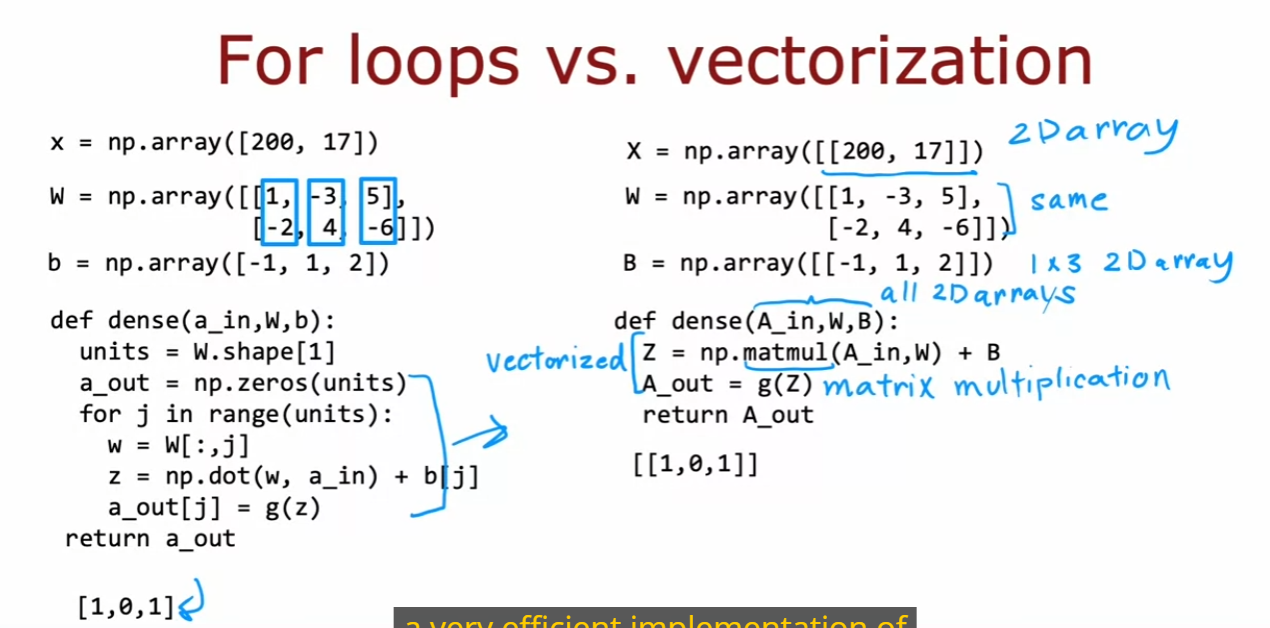 For loops vs. vectorization
x = np.array([200, 17])
W = np.array([[1, -3, 5],
[-2, 4, -6]])
b = np.array([-1, 1, 2])
def dense(a_in,W,b):
units = W.shape[1]
a_out = np.zeros(units)
for j in range(units):
w = W[:,j]
z = np.dot(w, a_in) + b[j]
a_out[j] = g(z)
return a_out
[1,0,1]
X = np.array([[200, 17]]) 2D array
W = np.array([[1, -3, 5],
[-2, 4, -6]]) same
B = np.array([[-1, 1, 2]]) 1 x 3 2D array
all 2D arrays
def dense(A_in,W,B):
vectorized Z = np.matmul(A_in,W) + B
A_out = g(Z) matrix multiplication
return A_out
[[1,0,1]]
a very efficient implementation of